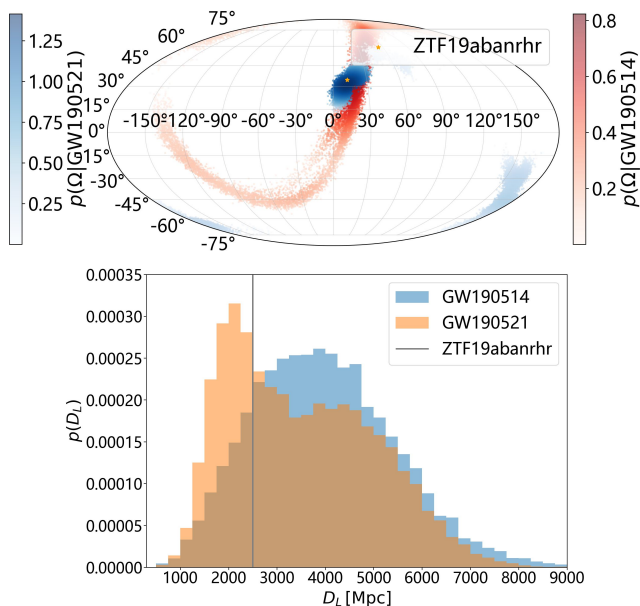 1.25
1.00
0.75
0.50
0.25
p(Ω|GW190521)
75°
60°
45°
30°
15°
0°
-15°
-30°
-45°
-60°
-75°
-150°-120°-90°-60°-30° 0° 30° 60° 90°120°150°
ZTF19abanrhr
0.8
0.6
0.4
0.2
p(Ω|GW190514)
0.00035
0.00030
0.00025
0.00020
0.00015
0.00010
0.00005
0.00000
p(D_L)
GW190514
GW190521
ZTF19abanrhr
1000 2000 3000 4000 5000 6000 7000 8000 9000
D_L [Mpc]